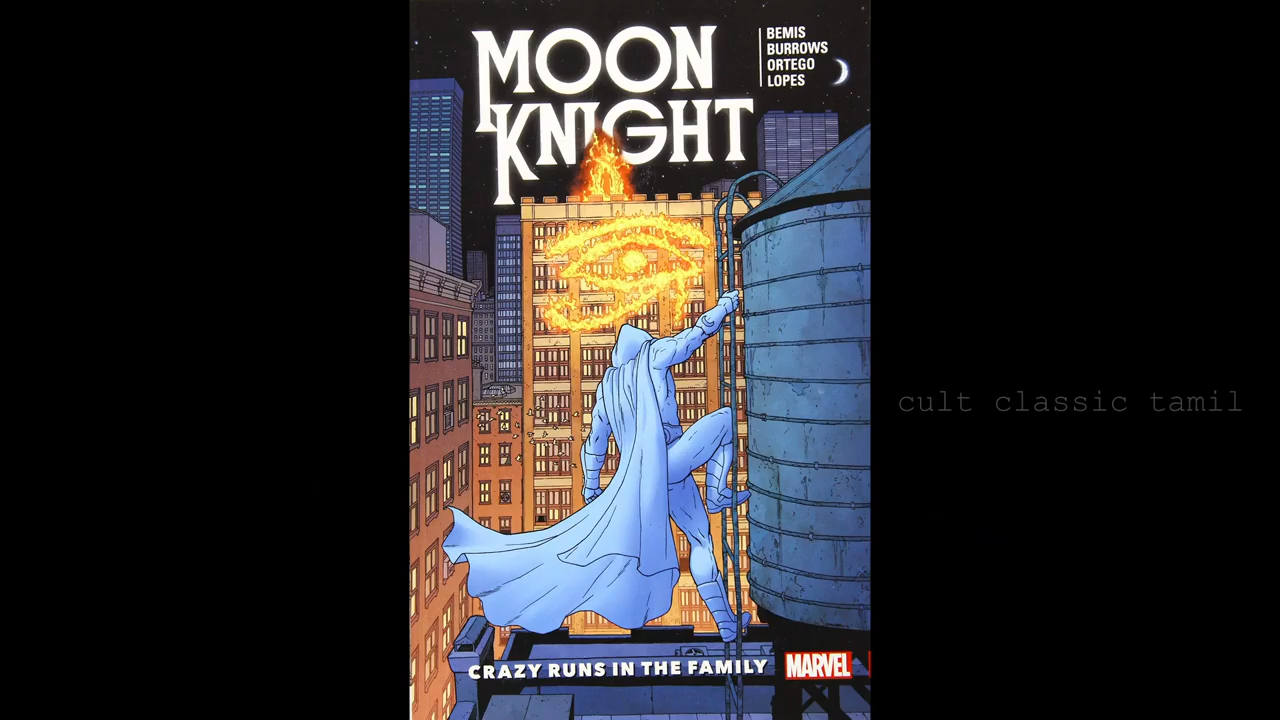 MOON
KNIGHT
BEMIS
BURROWS
ORTEGO
LOPES
cult classic tamil
CRAZY RUNS IN THE FAMILY
MARVEL